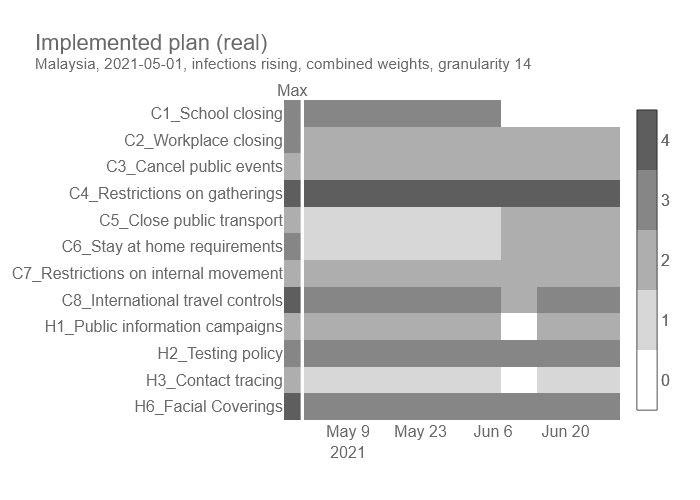 Implemented plan (real)
Malaysia, 2021-05-01, infections rising, combined weights, granularity 14
Max
C1_School closing
C2_Workplace closing
C3_Cancel public events
C4_Restrictions on gatherings
C5_Close public transport
C6_Stay at home requirements
C7_Restrictions on internal movement
C8_International travel controls
H1_Public information campaigns
H2_Testing policy
H3_Contact tracing
H6_Facial Coverings
May 9 May 23 Jun 6 Jun 20
2021
4
3
2
1
0